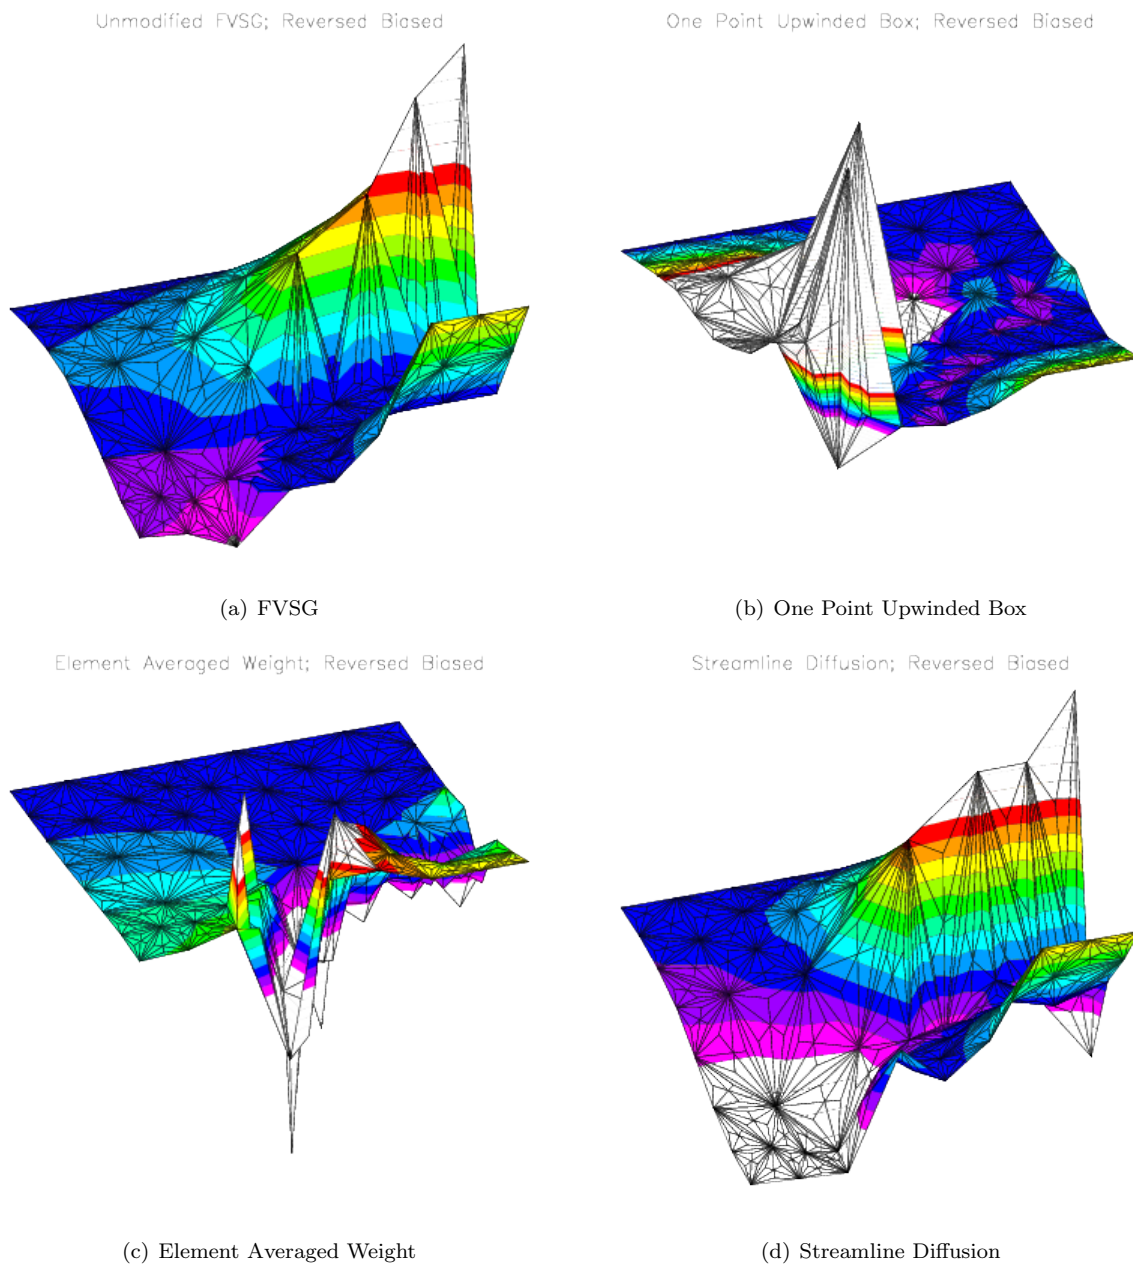 Unmodified FVSG; Reversed Biased
One Point Upwinded Box; Reversed Biased
(a) FVSG
(b) One Point Upwinded Box
Element Averaged Weight; Reversed Biased
Streamline Diffusion; Reversed Biased
(c) Element Averaged Weight
(d) Streamline Diffusion